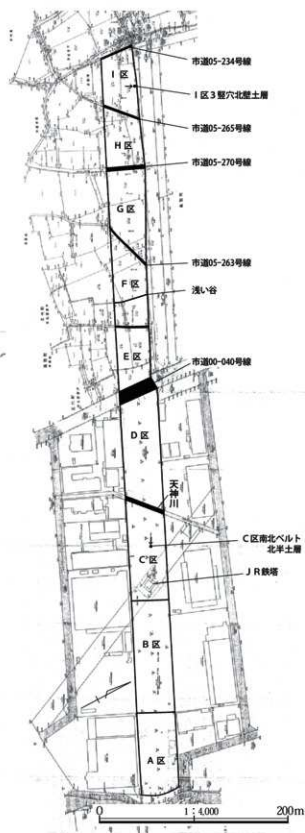 市道05-234号線
Ⅰ区
Ⅰ区3竪穴北壁土層
市道05-265号線
H区
市道05-270号線
G区
市道05-263号線
F区
浅い谷
E区
市道00-040号線
D区
天神川
C区南北ベルト
北半土層
C区
JR鉄塔
B区
A区
0
1:4,000
200m